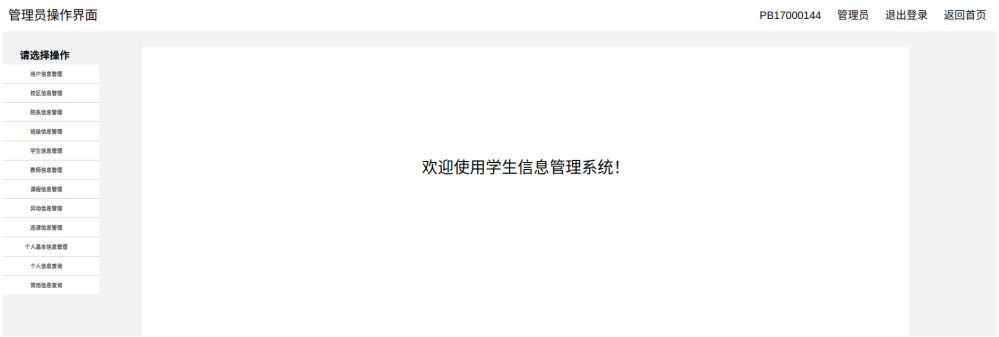 管理员操作界面
PB17000144 管理员 退出登录 返回首页
请选择操作
用户信息管理
校区信息管理
院系信息管理
班级信息管理
学生信息管理
教师信息管理
课程信息管理
异动信息管理
选课信息管理
个人基本信息管理
个人信息查询
常用信息查询
欢迎使用学生信息管理系统！